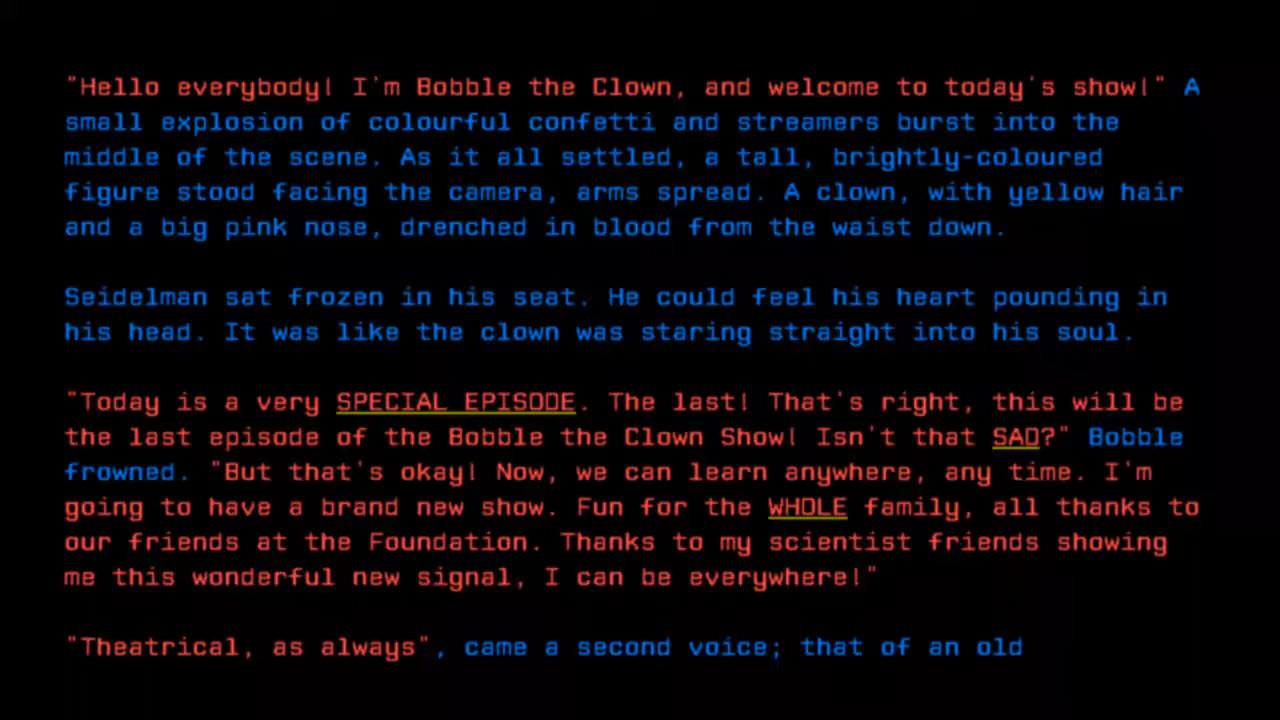 "Hello everybody! I'm Bobble the Clown, and welcome to today's show!" A
small explosion of colourful confetti and streamers burst into the
middle of the scene. As it all settled, a tall, brightly-coloured
figure stood facing the camera, arms spread. A clown, with yellow hair
and a big pink nose, drenched in blood from the waist down.
Seidelman sat frozen in his seat. He could feel his heart pounding in
his head. It was like the clown was staring straight into his soul.
"Today is a very SPECIAL EPISODE. The last! That's right, this will be
the last episode of the Bobble the Clown Show! Isn't that SAD?" Bobble
frowned. "But that's okay! Now, we can learn anywhere, any time. I'm
going to have a brand new show. Fun for the WHOLE family, all thanks to
our friends at the Foundation. Thanks to my scientist friends showing
me this wonderful new signal, I can be everywhere!"
"Theatrical, as always", came a second voice; that of an old